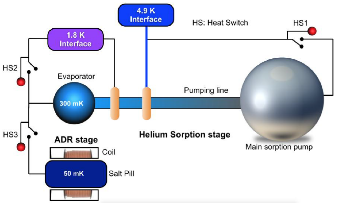 4.9 K
Interface
HS: Heat Switch
HS1
1.8 K
Interface
HS2
Evaporator
Pumping line
300 mK
HS3
ADR stage
Helium Sorption stage
Main sorption pump
Coil
Salt Pill
50 mK